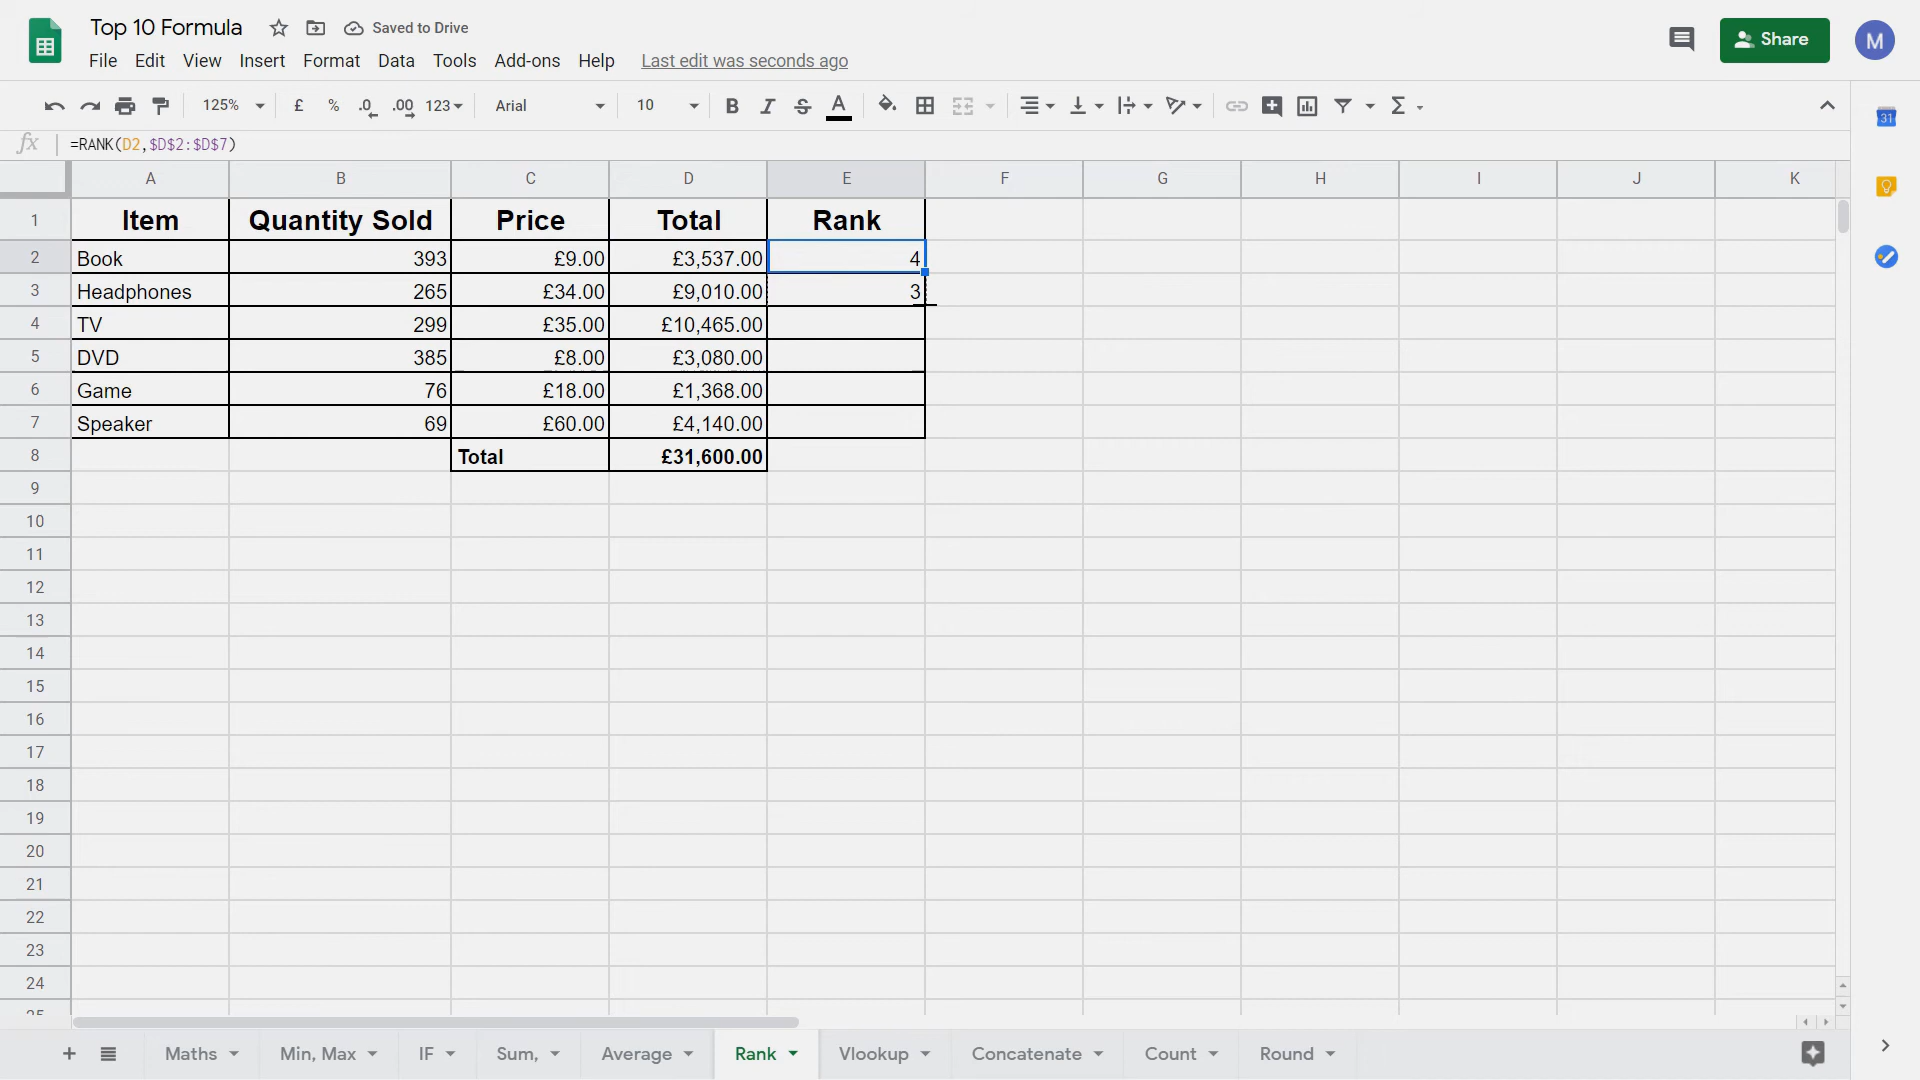 Top 10 Formula Saved to Drive
Share M
File Edit View Insert Format Data Tools Add-ons Help Last edit was seconds ago
125% £ % .0 .00 123 Arial 10 B I S A Σ
31
fx =RANK(D2,$D$2:$D$7)
A B C D E F G H I J K
1 Item Quantity Sold Price Total Rank
2 Book 393 £9.00 £3,537.00 4
3 Headphones 265 £34.00 £9,010.00 3
4 TV 299 £35.00 £10,465.00
5 DVD 385 £8.00 £3,080.00
6 Game 76 £18.00 £1,368.00
7 Speaker 69 £60.00 £4,140.00
8 Total £31,600.00
9
10
11
12
13
14
15
16
17
18
19
20
21
22
23
24
25
+ Maths Min, Max IF Sum, Average Rank Vlookup Concatenate Count Round